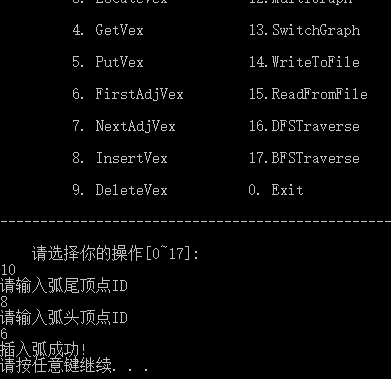 4. GetVex 13.SwitchGraph
5. PutVex 14.WriteToFile
6. FirstAdjVex 15.ReadFromFile
7. NextAdjVex 16.DFSTraverse
8. InsertVex 17.BFSTraverse
9. DeleteVex 0. Exit
请选择你的操作[0~17]:
10
请输入弧尾顶点ID
8
请输入弧头顶点ID
6
插入弧成功!
请按任意键继续. . .